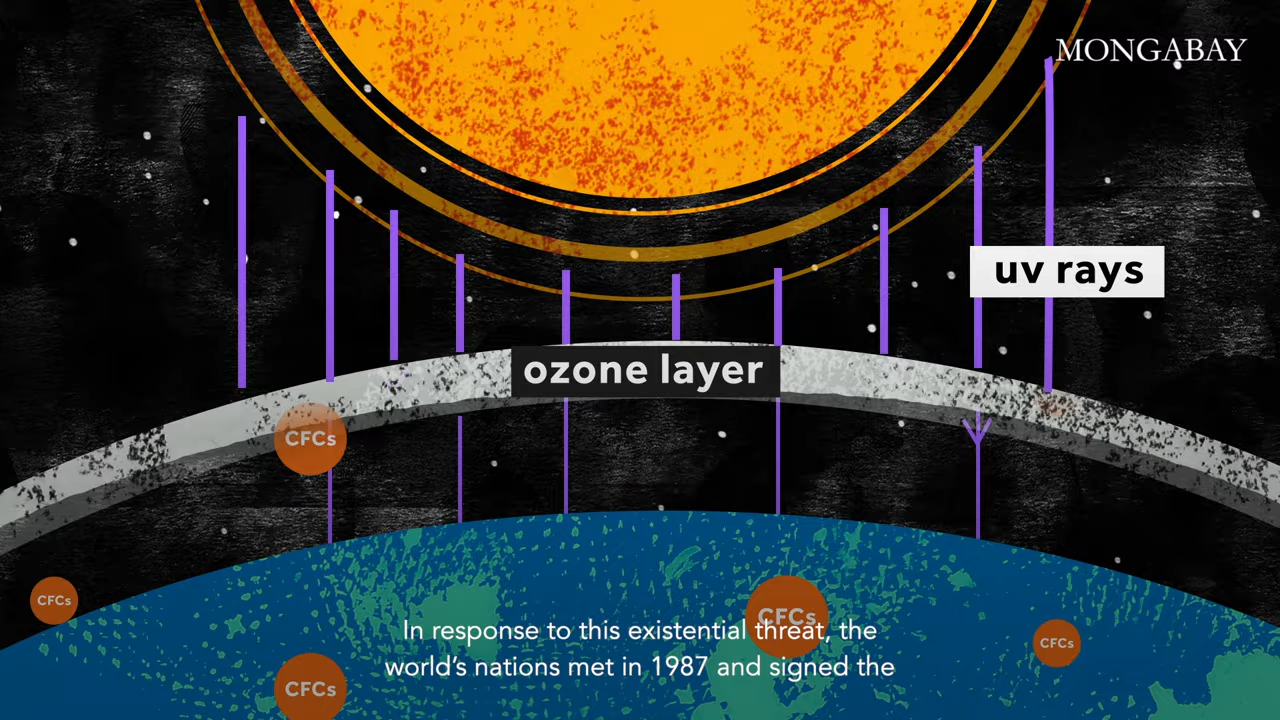 MONGABAY
uv rays
ozone layer
CFCs
CFCs
CFCs
CFCs
CFCs
In response to this existential threat, the
world's nations met in 1987 and signed the